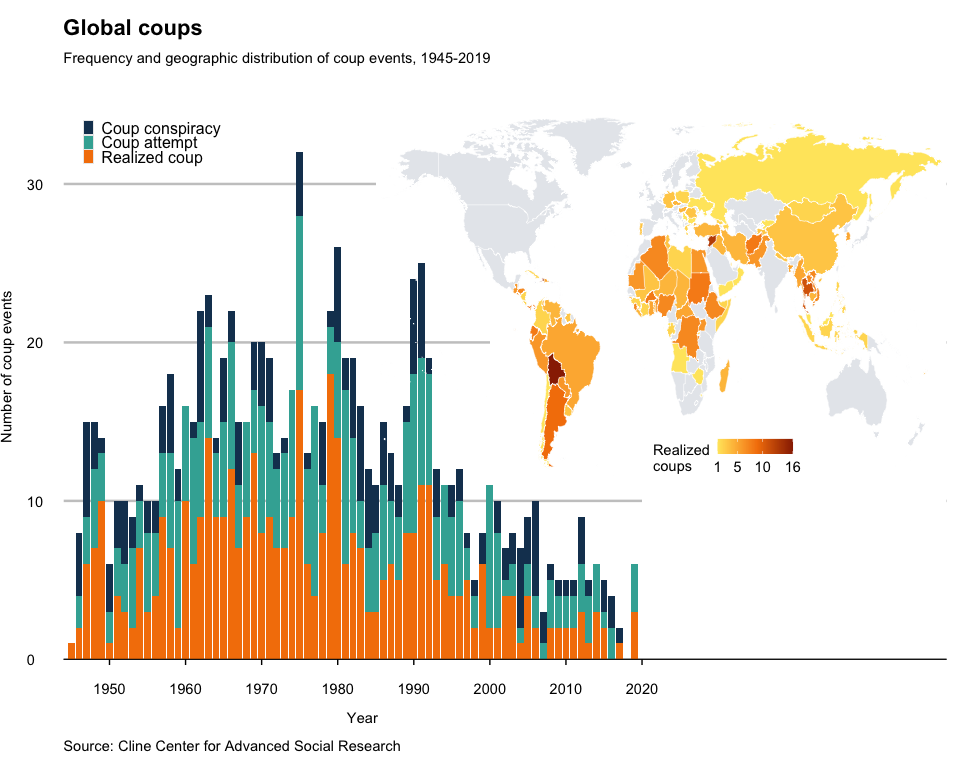 Global coups
Frequency and geographic distribution of coup events, 1945-2019
Coup conspiracy
Coup attempt
Realized coup
30
20
10
0
Number of coup events
Realized
coups
1 5 10 16
1950 1960 1970 1980 1990 2000 2010 2020
Year
Source: Cline Center for Advanced Social Research